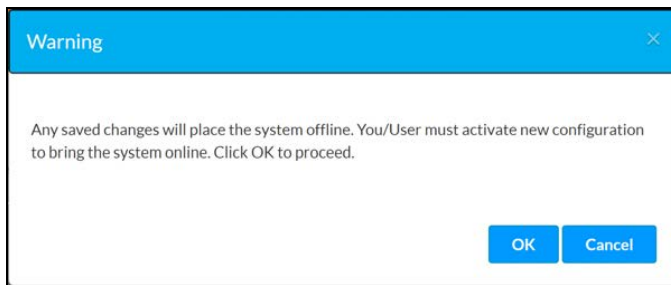 Warning
×
Any saved changes will place the system offline. You/User must activate new configuration
to bring the system online. Click OK to proceed.
OK Cancel